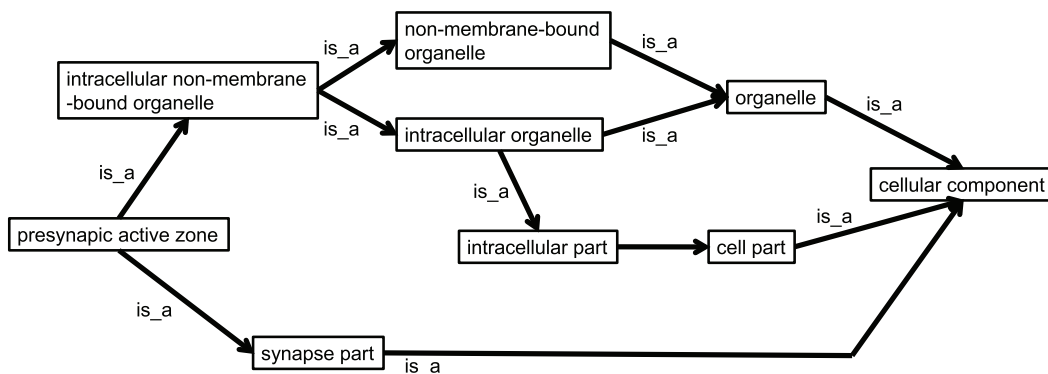 non-membrane-bound
organelle
is_a
intracellular non-membrane
-bound organelle
is_a
is_a
organelle
is_a
intracellular organelle
is_a
is_a
is_a
cellular component
presynapic active zone
is_a
intracellular part
cell part
is_a
synapse part
is_a